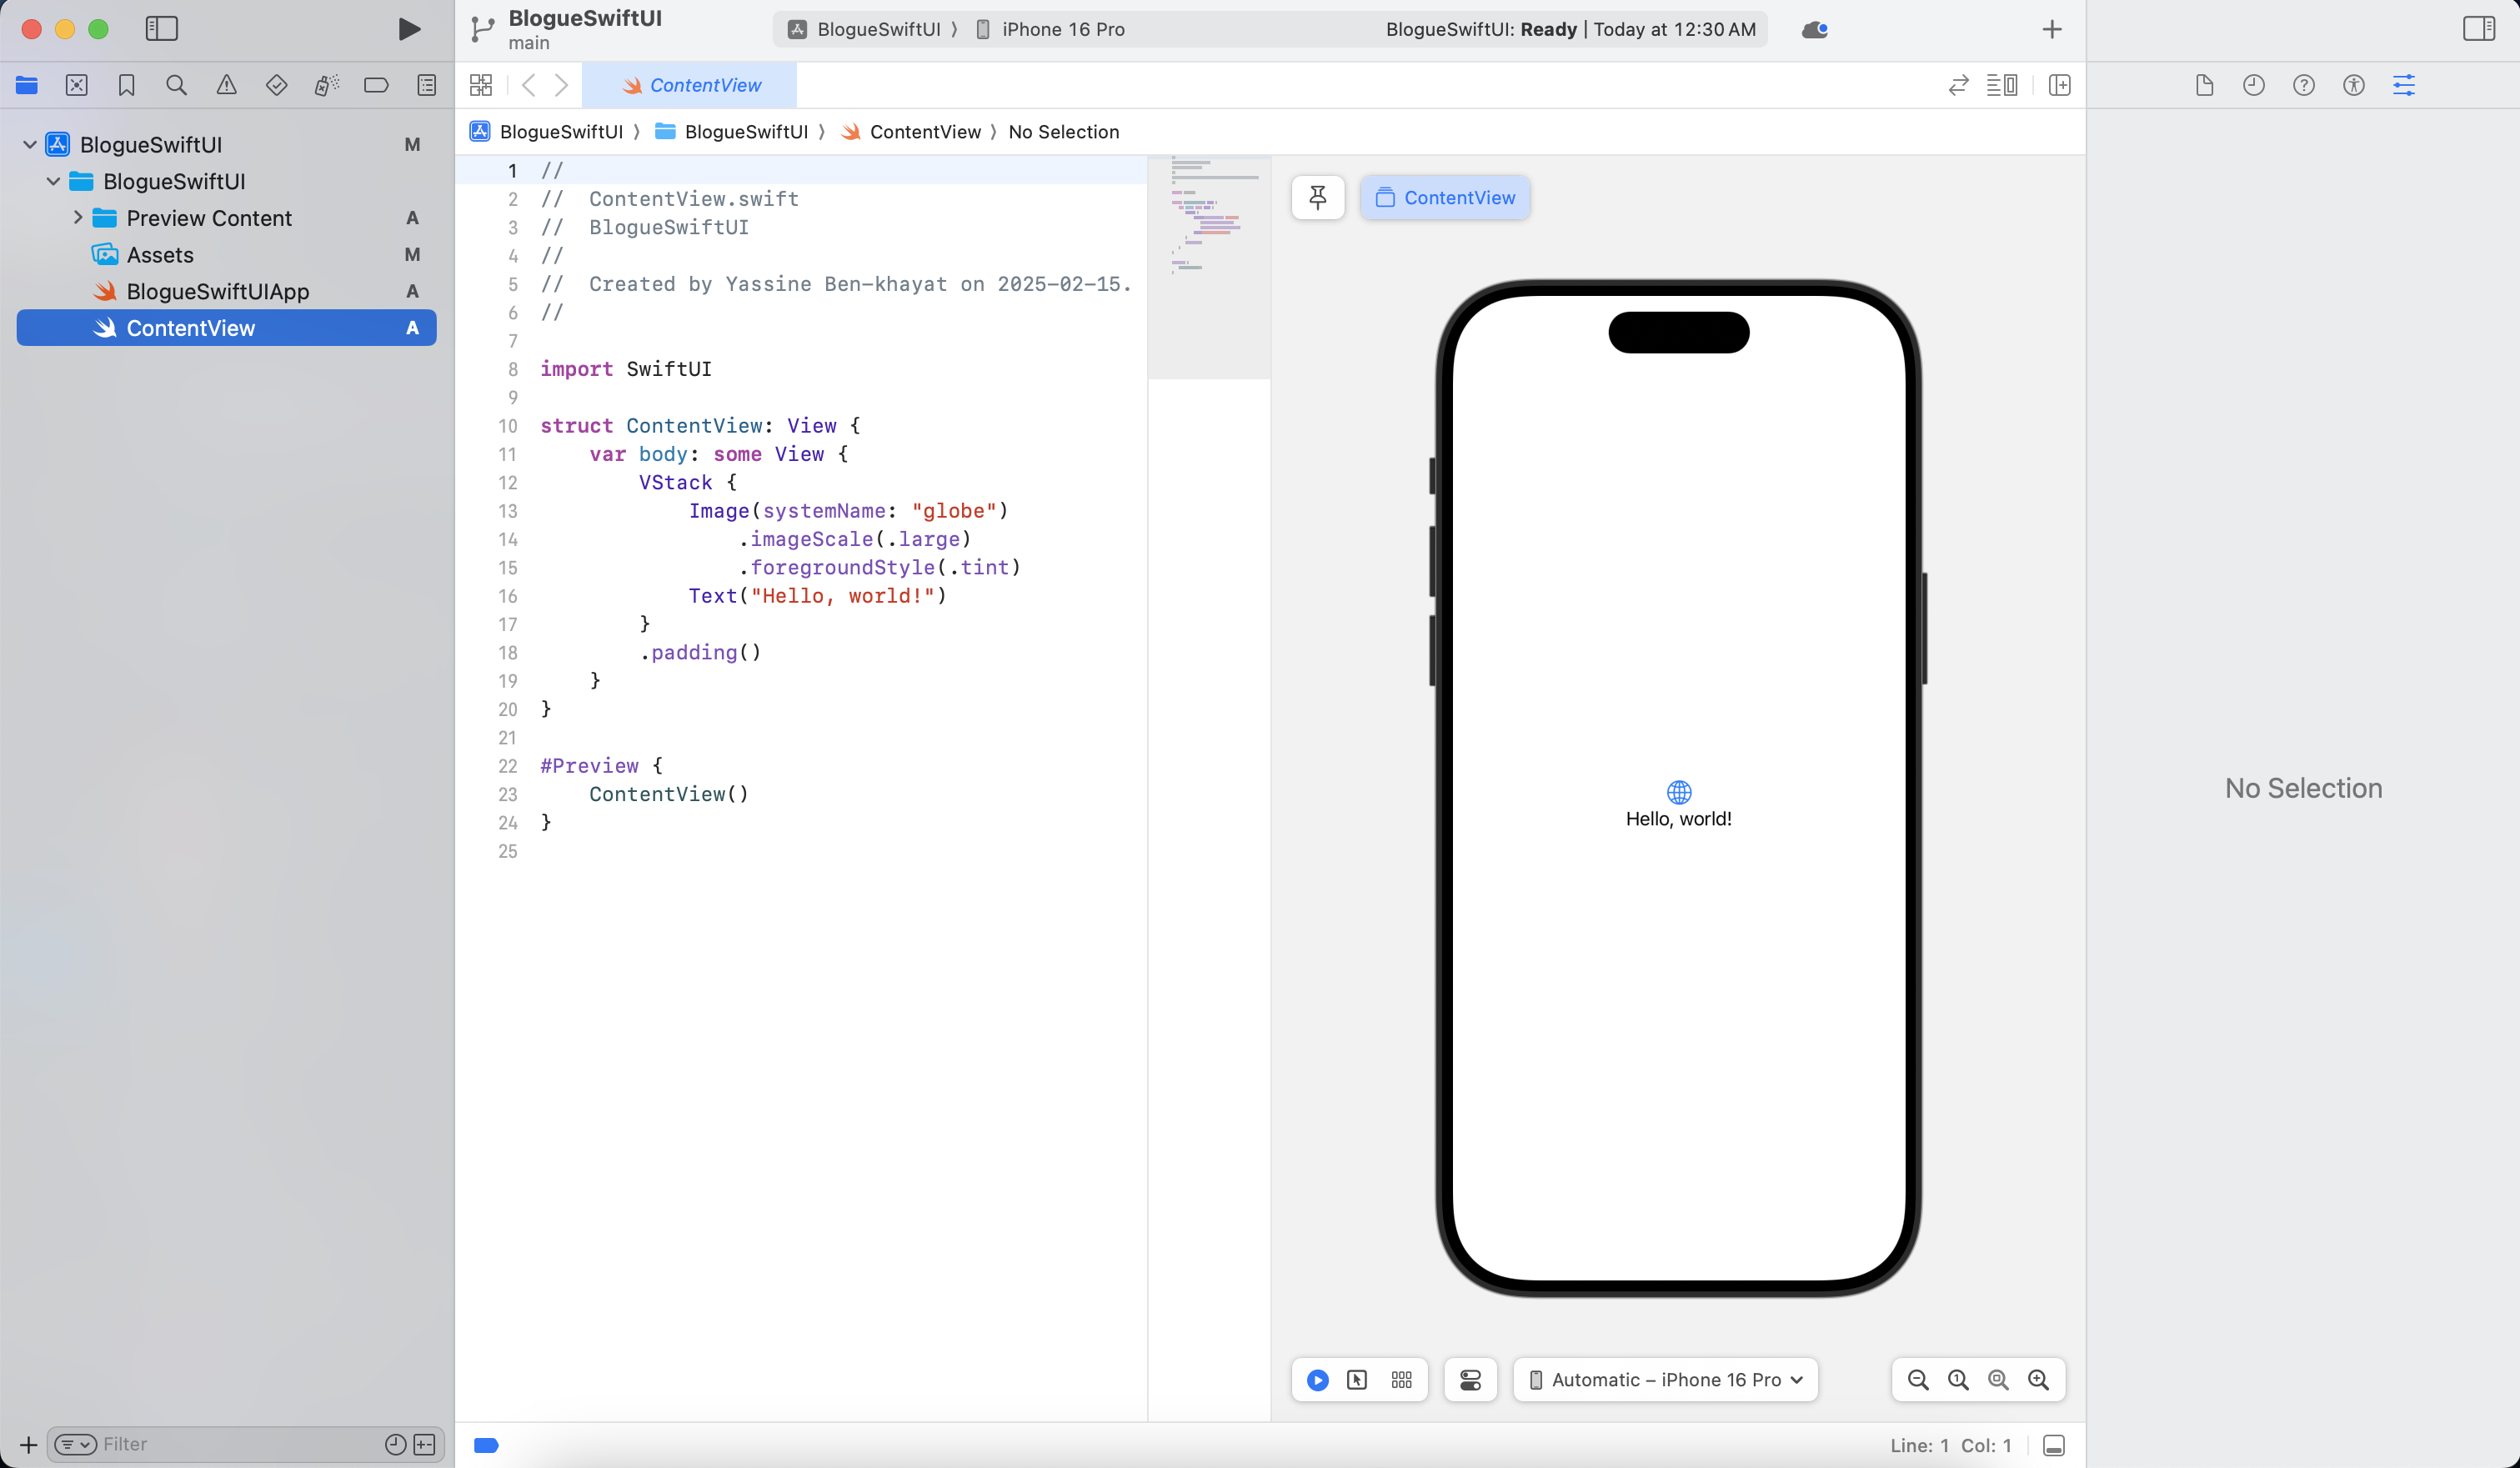 BlogueSwiftUI
main
BlogueSwiftUI 〉 iPhone 16 Pro
BlogueSwiftUI: Ready | Today at 12:30 AM
ContentView
BlogueSwiftUI 〉 BlogueSwiftUI 〉 ContentView 〉 No Selection
BlogueSwiftUI M
BlogueSwiftUI
Preview Content A
Assets M
BlogueSwiftUIApp A
ContentView A
Filter
1 //
2 //  ContentView.swift
3 //  BlogueSwiftUI
4 //
5 //  Created by Yassine Ben-khayat on 2025-02-15.
6 //
7
8 import SwiftUI
9
10 struct ContentView: View {
11     var body: some View {
12         VStack {
13             Image(systemName: "globe")
14                 .imageScale(.large)
15                 .foregroundStyle(.tint)
16             Text("Hello, world!")
17         }
18         .padding()
19     }
20 }
21
22 #Preview {
23     ContentView()
24 }
25
ContentView
Hello, world!
Automatic – iPhone 16 Pro
Line: 1 Col: 1
No Selection